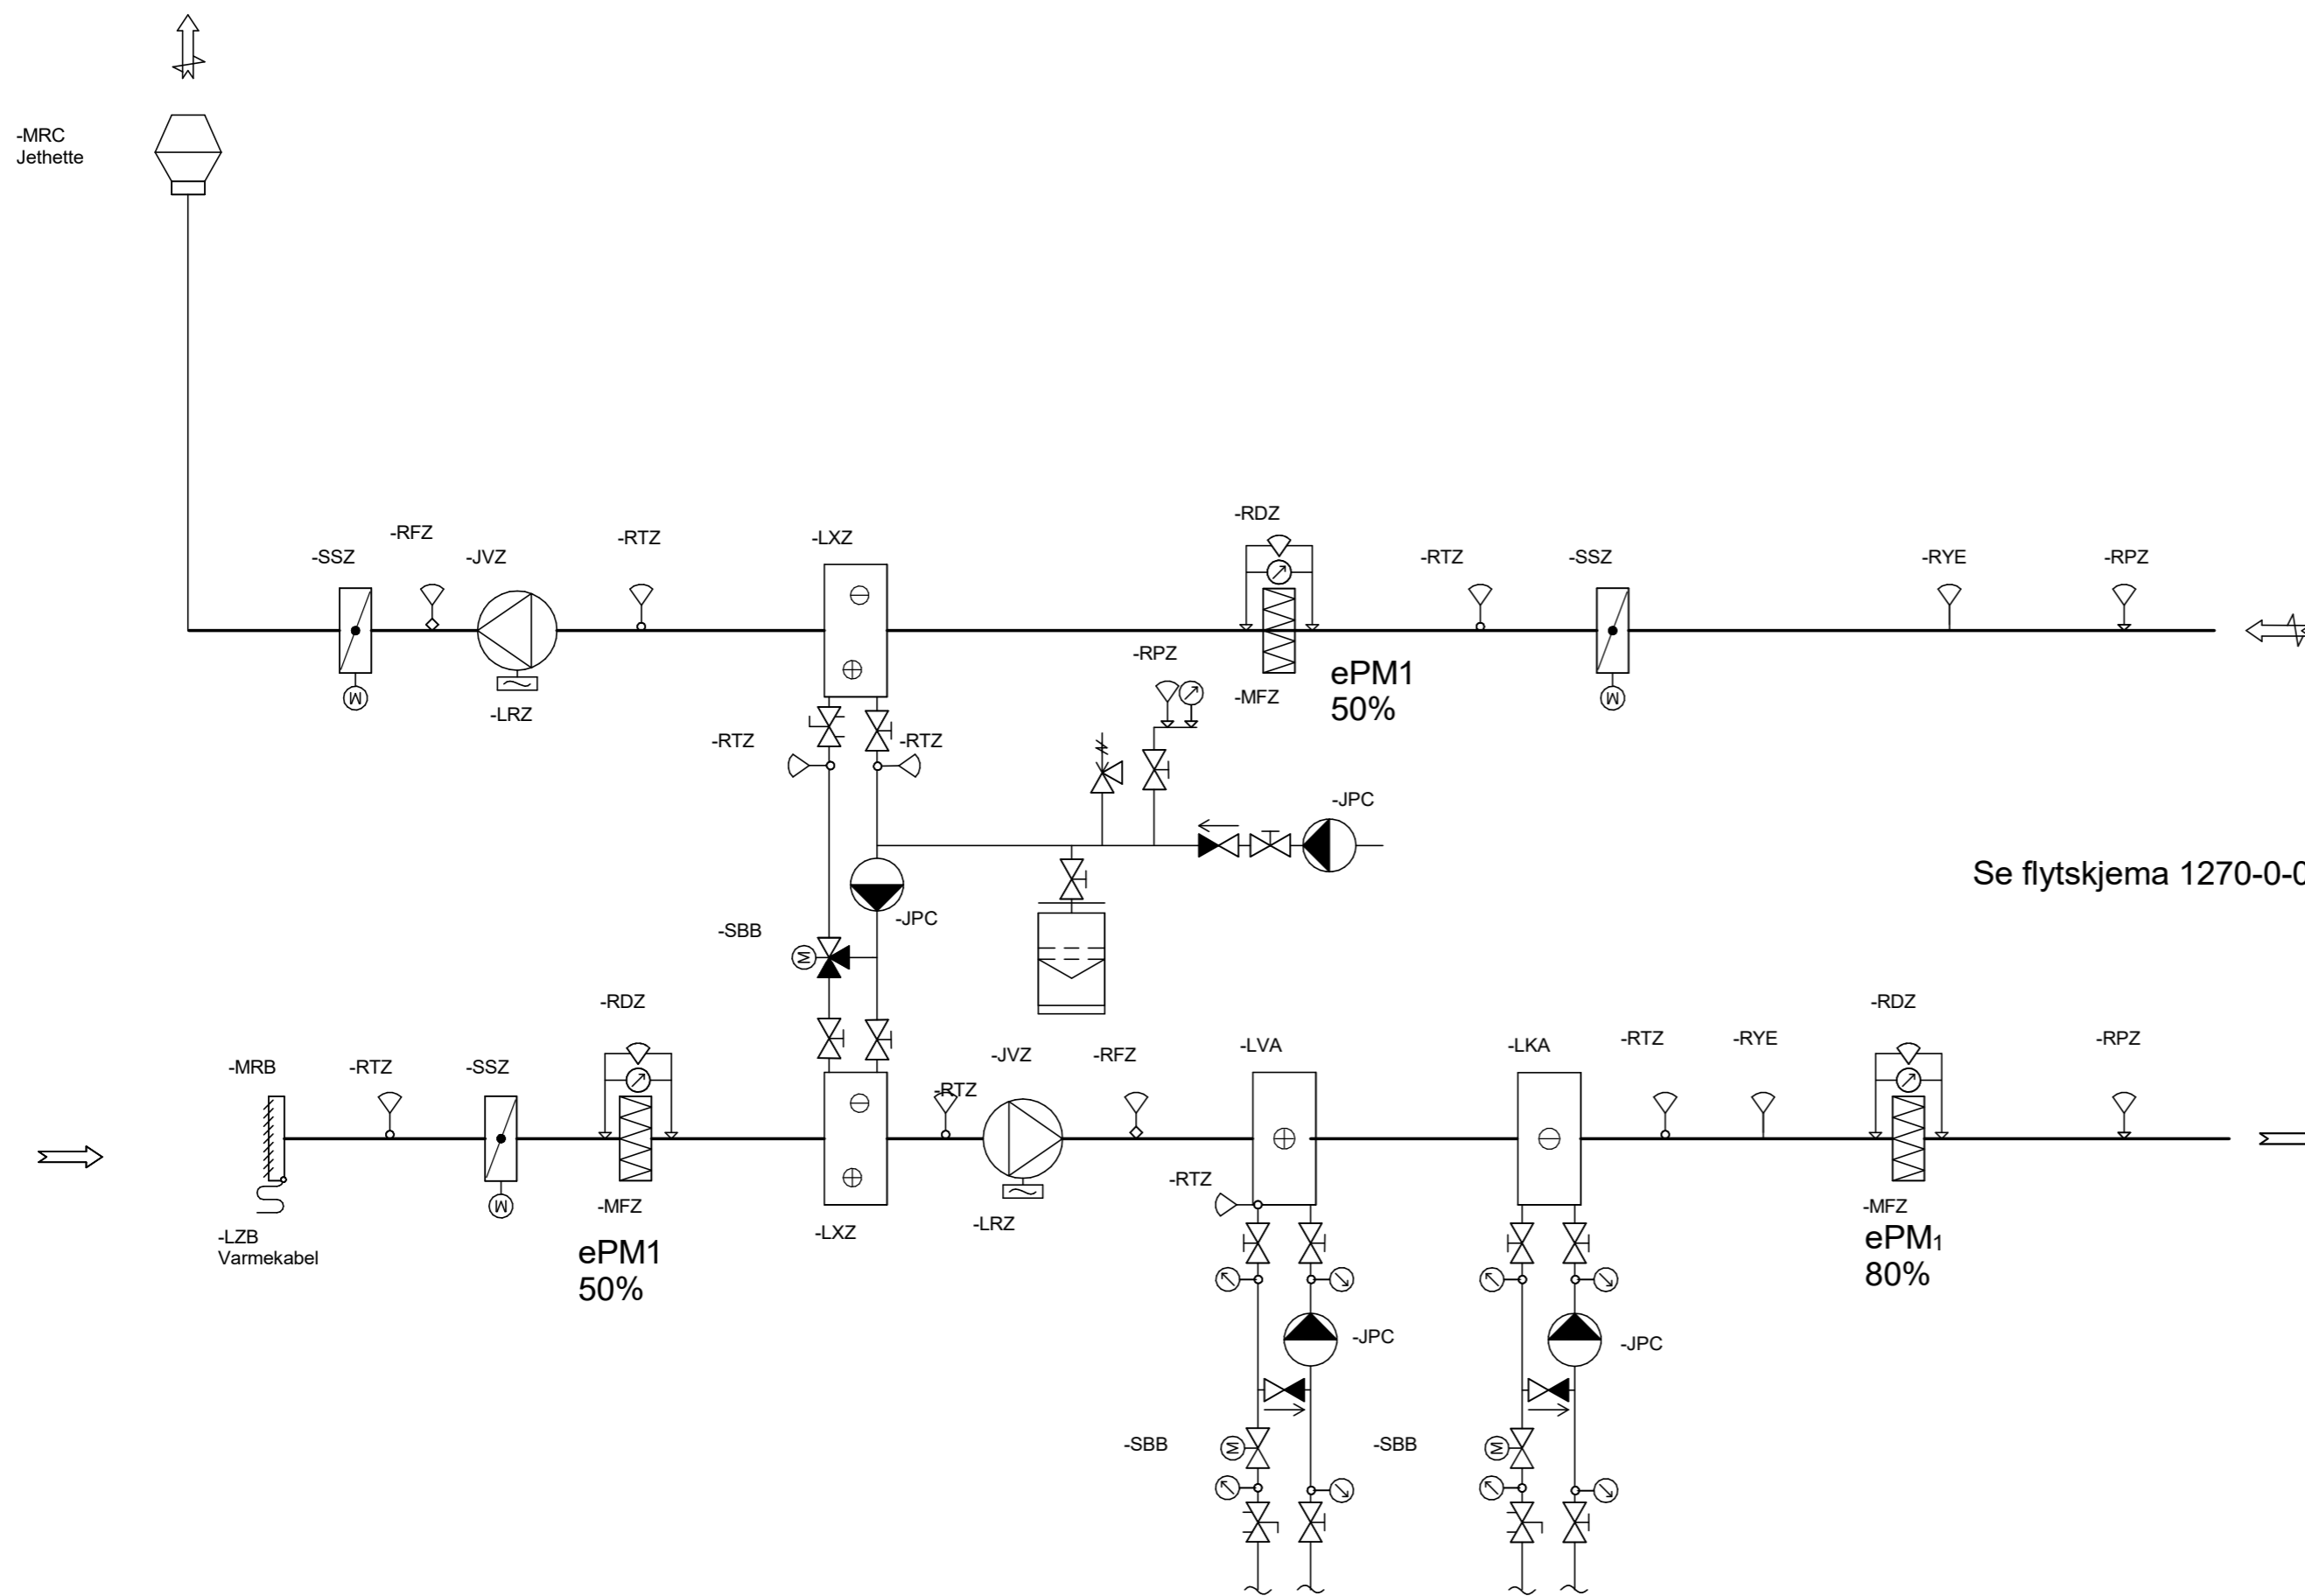 -MRC
Jethette
-SSZ
-RFZ
-JVZ
-RTZ
-LXZ
-RDZ
-RTZ
-SSZ
-RYE
-RPZ
M
-LRZ
-RPZ
-MFZ
ePM1
50%
M
-RTZ
-RTZ
-JPC
Se flytskjema 1270-0-0
-JPC
-SBB
M
-RDZ
-MRB
-RTZ
-SSZ
-RTZ
-JVZ
-RFZ
-LVA
-LKA
-RTZ
-RYE
-RDZ
-RPZ
M
-MFZ
-LXZ
-LRZ
-RTZ
-MFZ
-LZB
Varmekabel
ePM1
50%
ePM1
80%
-JPC
-JPC
-SBB
M
-SBB
M